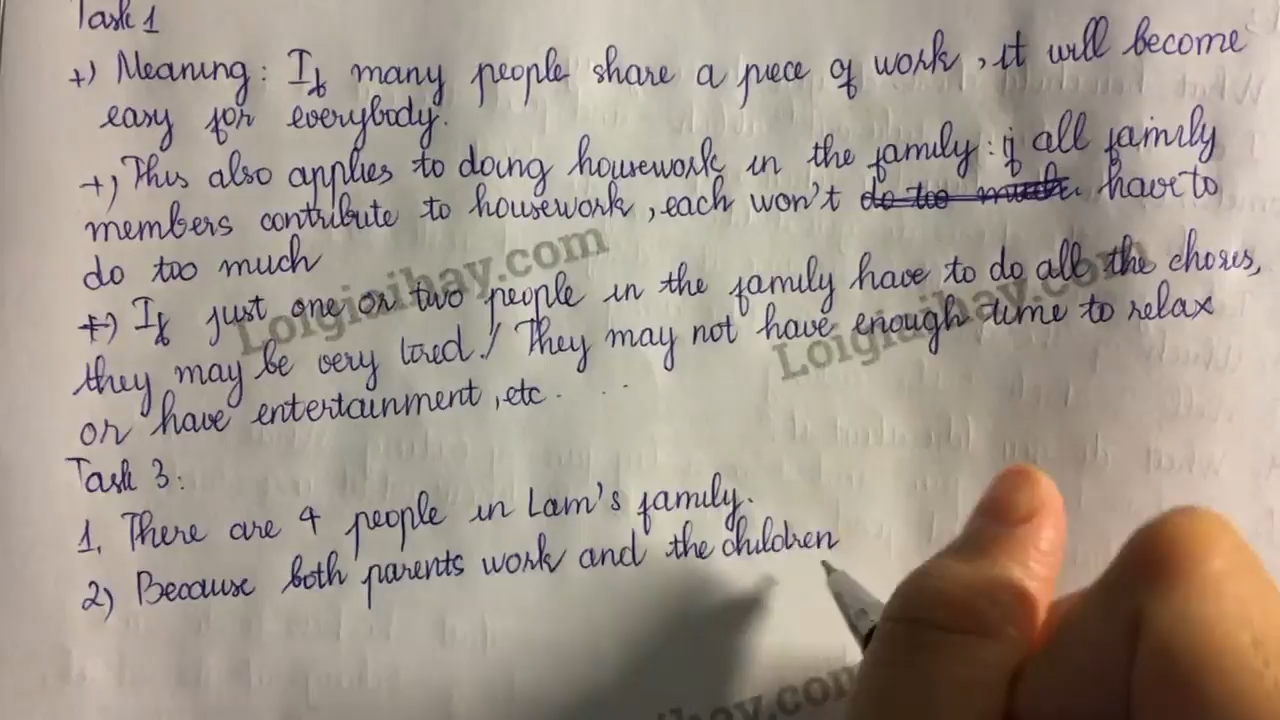 Task 1
+) Meaning: If many people share a piece of work, it will become
easy for everybody.
+) This also applies to doing housework in the family: if all family
members contribute to housework, each won't do too much have to
do too much
+) If just one or two people in the family have to do all the chores,
they may be very tired./ They may not have enough time to relax
or have entertainment, etc.
Task 3:
1. There are 4 people in Lam's family.
2) Because both parents work and the children
Loigiaihay.com
Loigiaihay.com